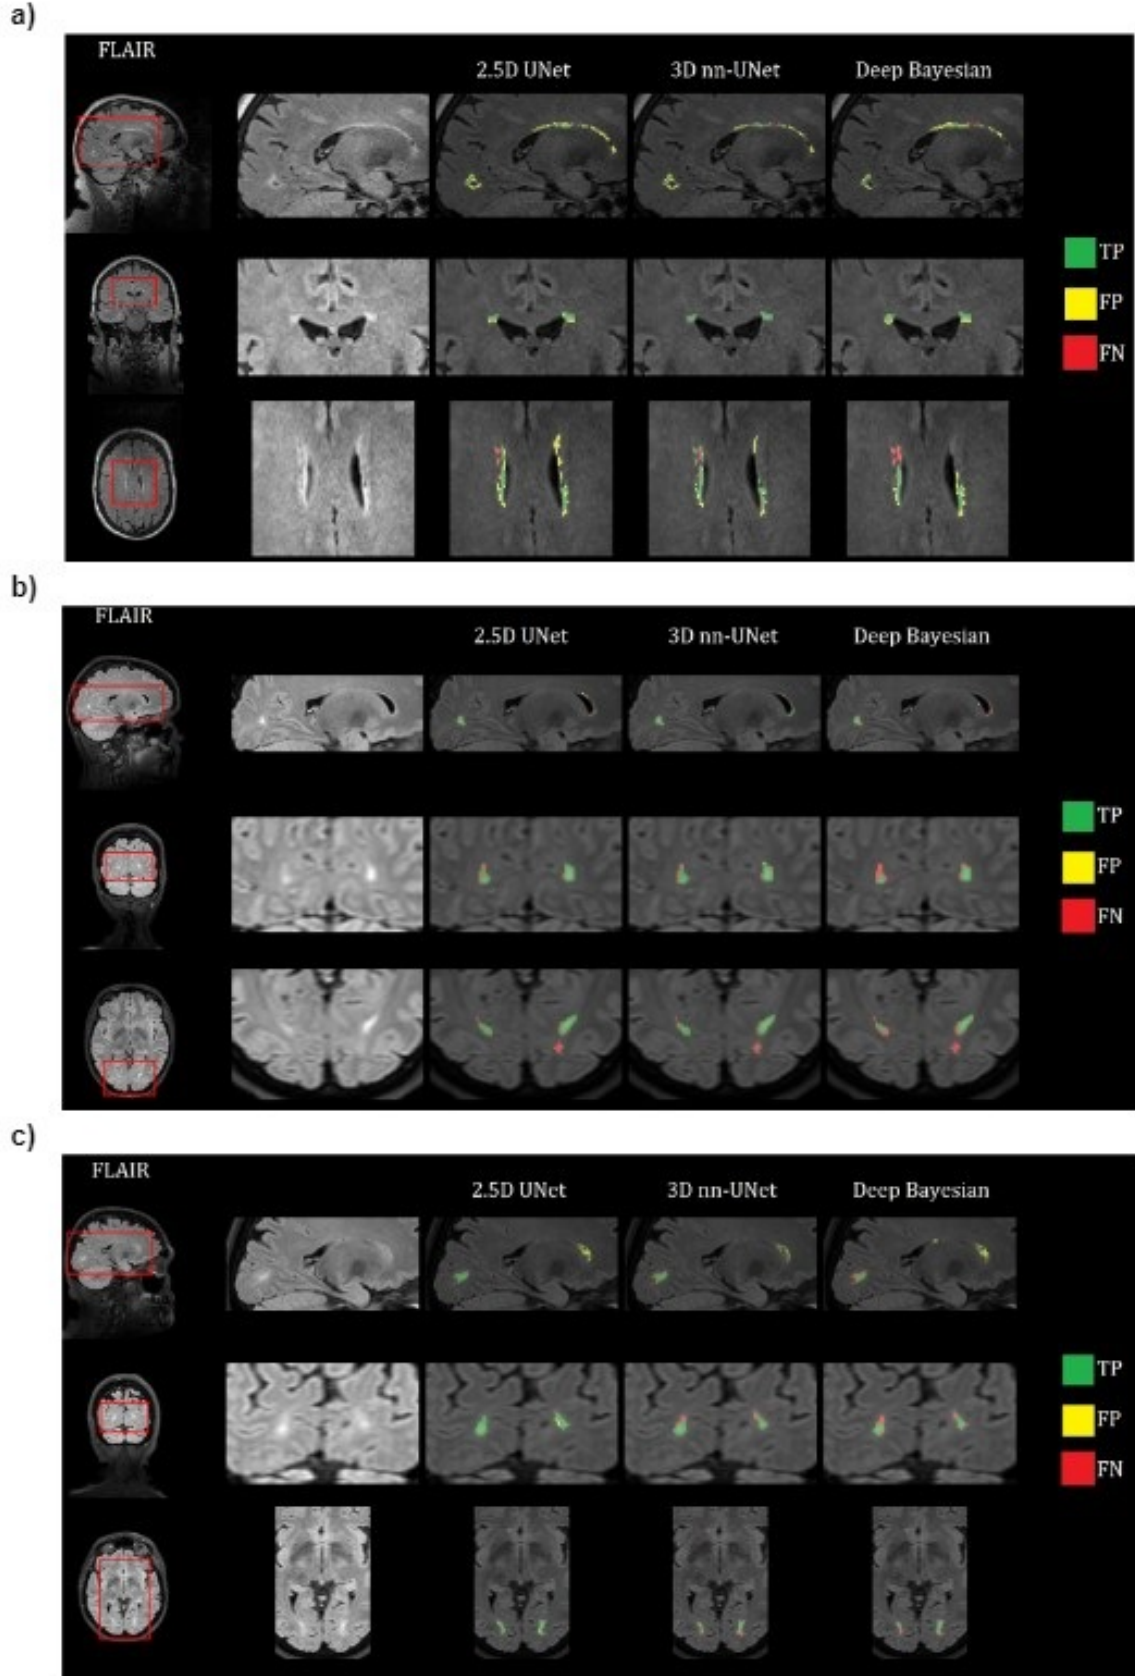 a)
FLAIR
2.5D UNet 3D nn-UNet Deep Bayesian
TP
FP
FN
b)
FLAIR
2.5D UNet 3D nn-UNet Deep Bayesian
TP
FP
FN
c)
FLAIR
2.5D UNet 3D nn-UNet Deep Bayesian
TP
FP
FN